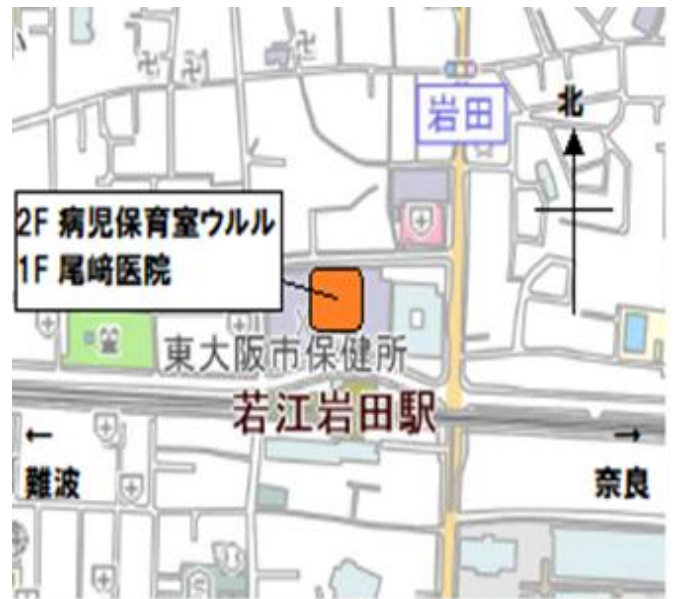 岩田
北
2F 病児保育室ウルル
1F 尾﨑医院
東大阪市保健所
若江岩田駅
←
難波
→
奈良